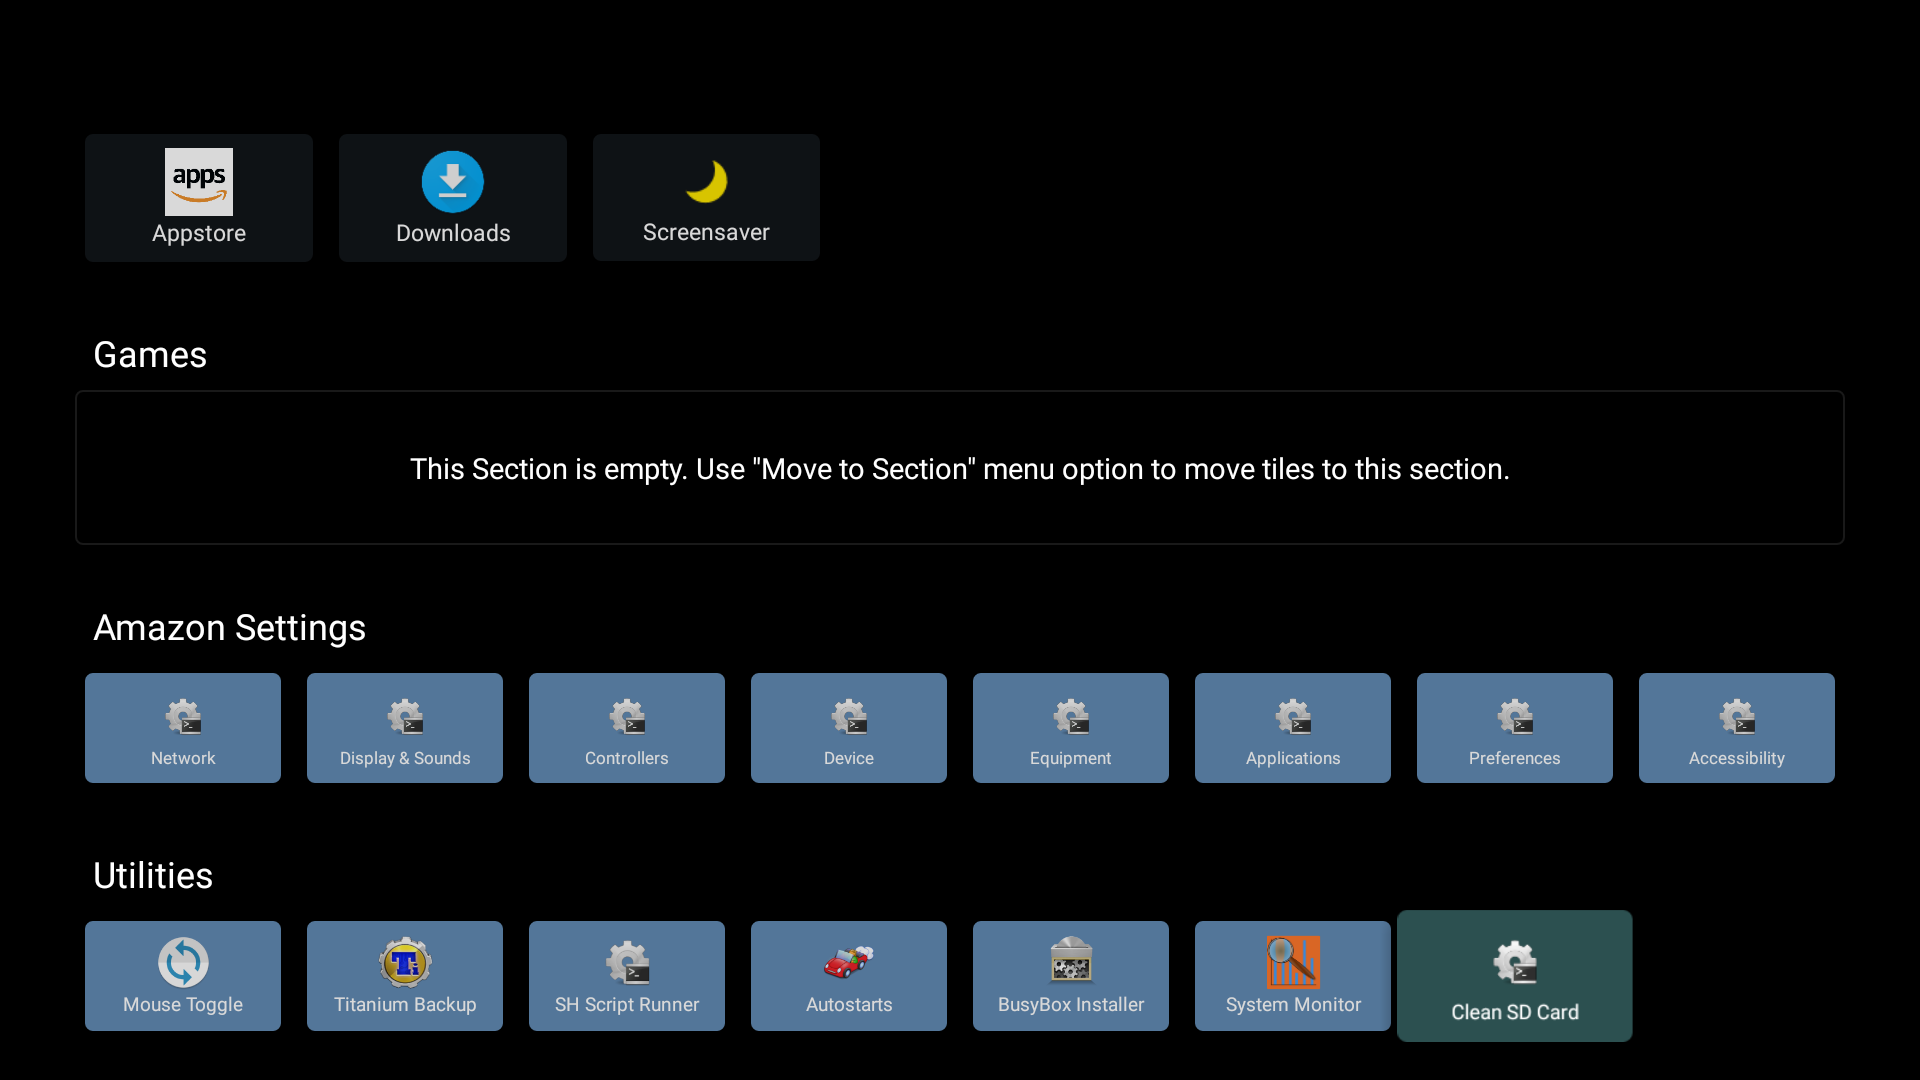 apps
Appstore
Downloads
Screensaver
Games
This Section is empty. Use "Move to Section" menu option to move tiles to this section.
Amazon Settings
>_
>_
>_
>_
>_
>_
>_
>_
Network
Display & Sounds
Controllers
Device
Equipment
Applications
Preferences
Accessibility
Utilities
Ti
>_
>_
Mouse Toggle
Titanium Backup
SH Script Runner
Autostarts
BusyBox Installer
System Monitor
Clean SD Card